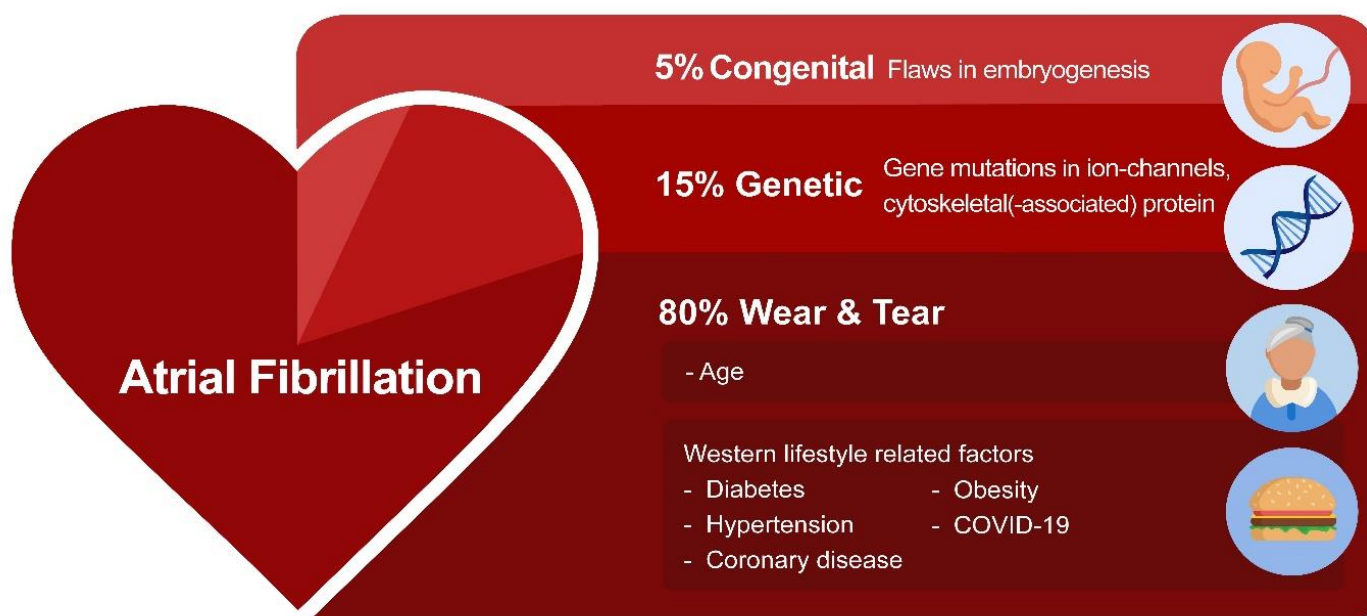 5% Congenital Flaws in embryogenesis
15% Genetic Gene mutations in ion-channels,
cytoskeletal(-associated) protein
Atrial Fibrillation
80% Wear & Tear
- Age
Western lifestyle related factors
- Diabetes - Obesity
- Hypertension - COVID-19
- Coronary disease